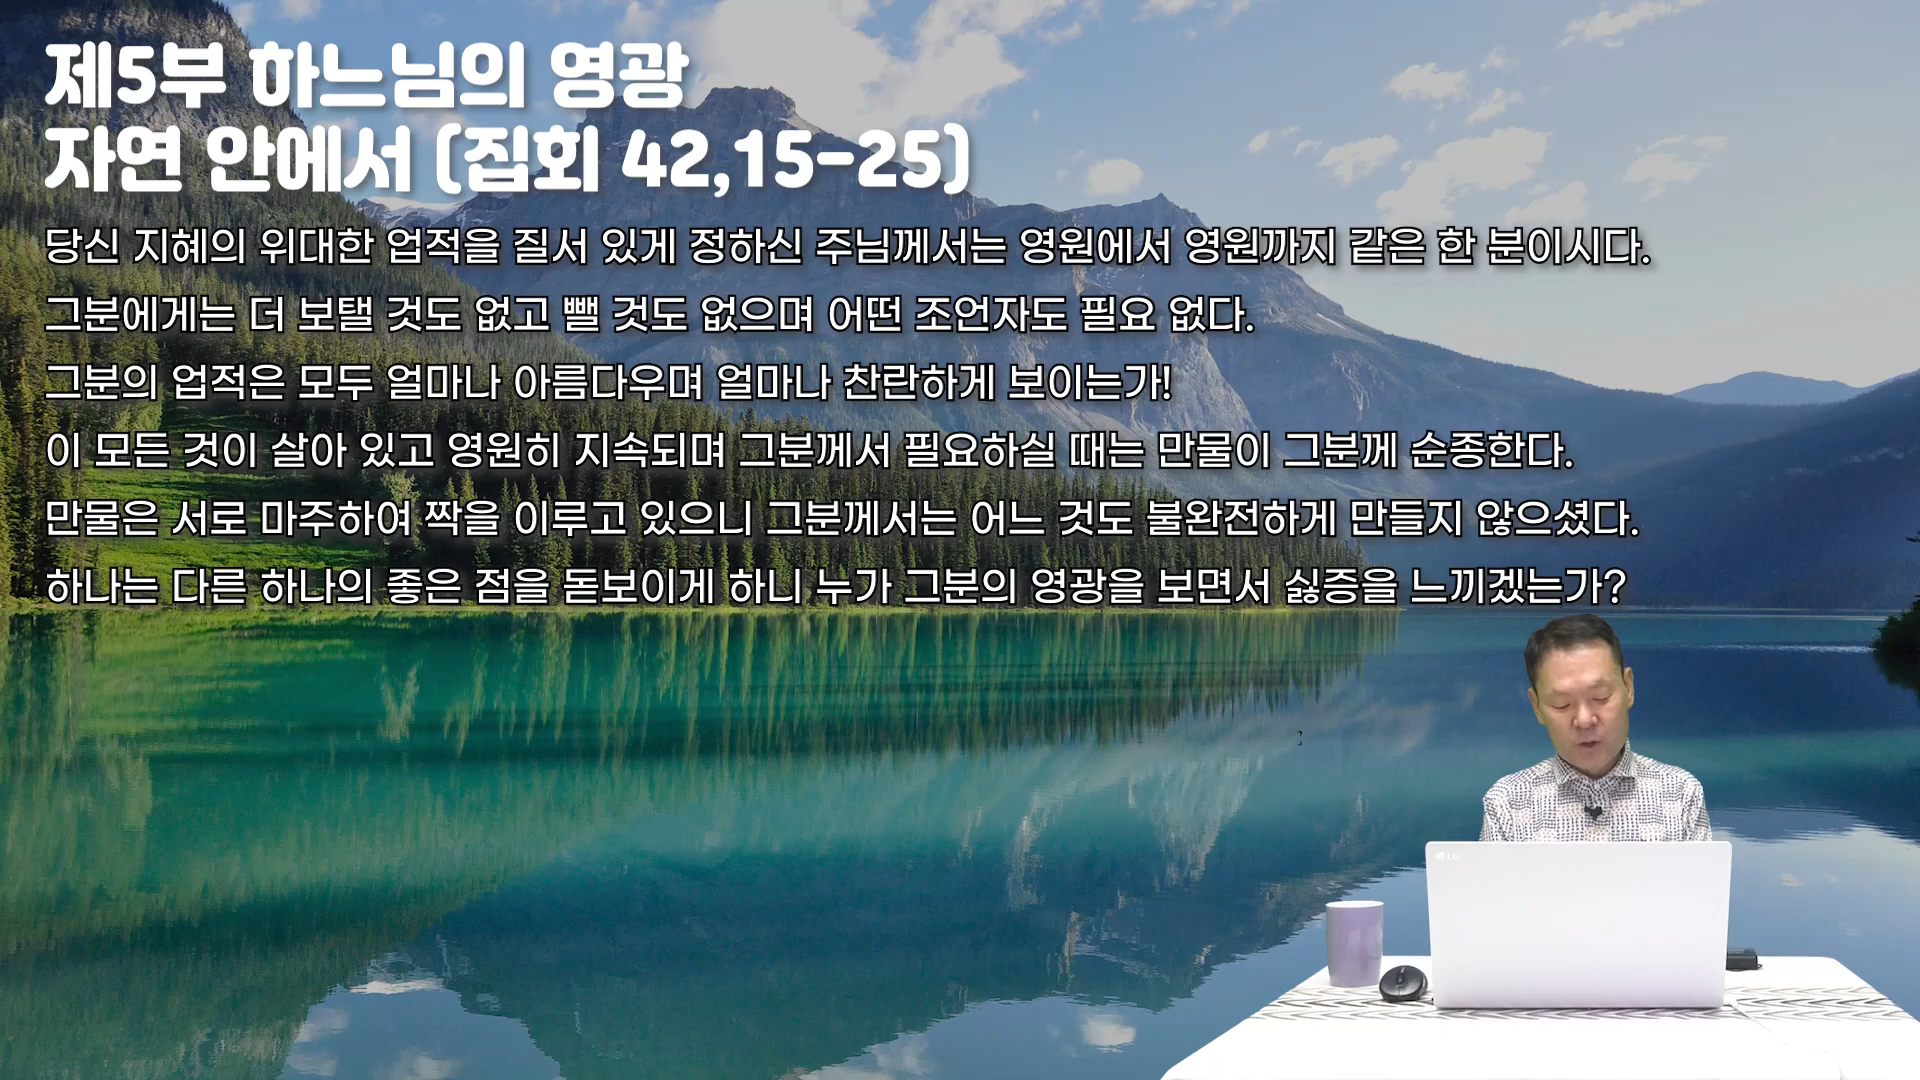 제5부 하느님의 영광
자연 안에서 (집회 42,15-25)
당신 지혜의 위대한 업적을 질서 있게 정하신 주님께서는 영원에서 영원까지 같은 한 분이시다.
그분에게는 더 보탤 것도 없고 뺄 것도 없으며 어떤 조언자도 필요 없다.
그분의 업적은 모두 얼마나 아름다우며 얼마나 찬란하게 보이는가!
이 모든 것이 살아 있고 영원히 지속되며 그분께서 필요하실 때는 만물이 그분께 순종한다.
만물은 서로 마주하여 짝을 이루고 있으니 그분께서는 어느 것도 불완전하게 만들지 않으셨다.
하나는 다른 하나의 좋은 점을 돋보이게 하니 누가 그분의 영광을 보면서 싫증을 느끼겠는가?
LG